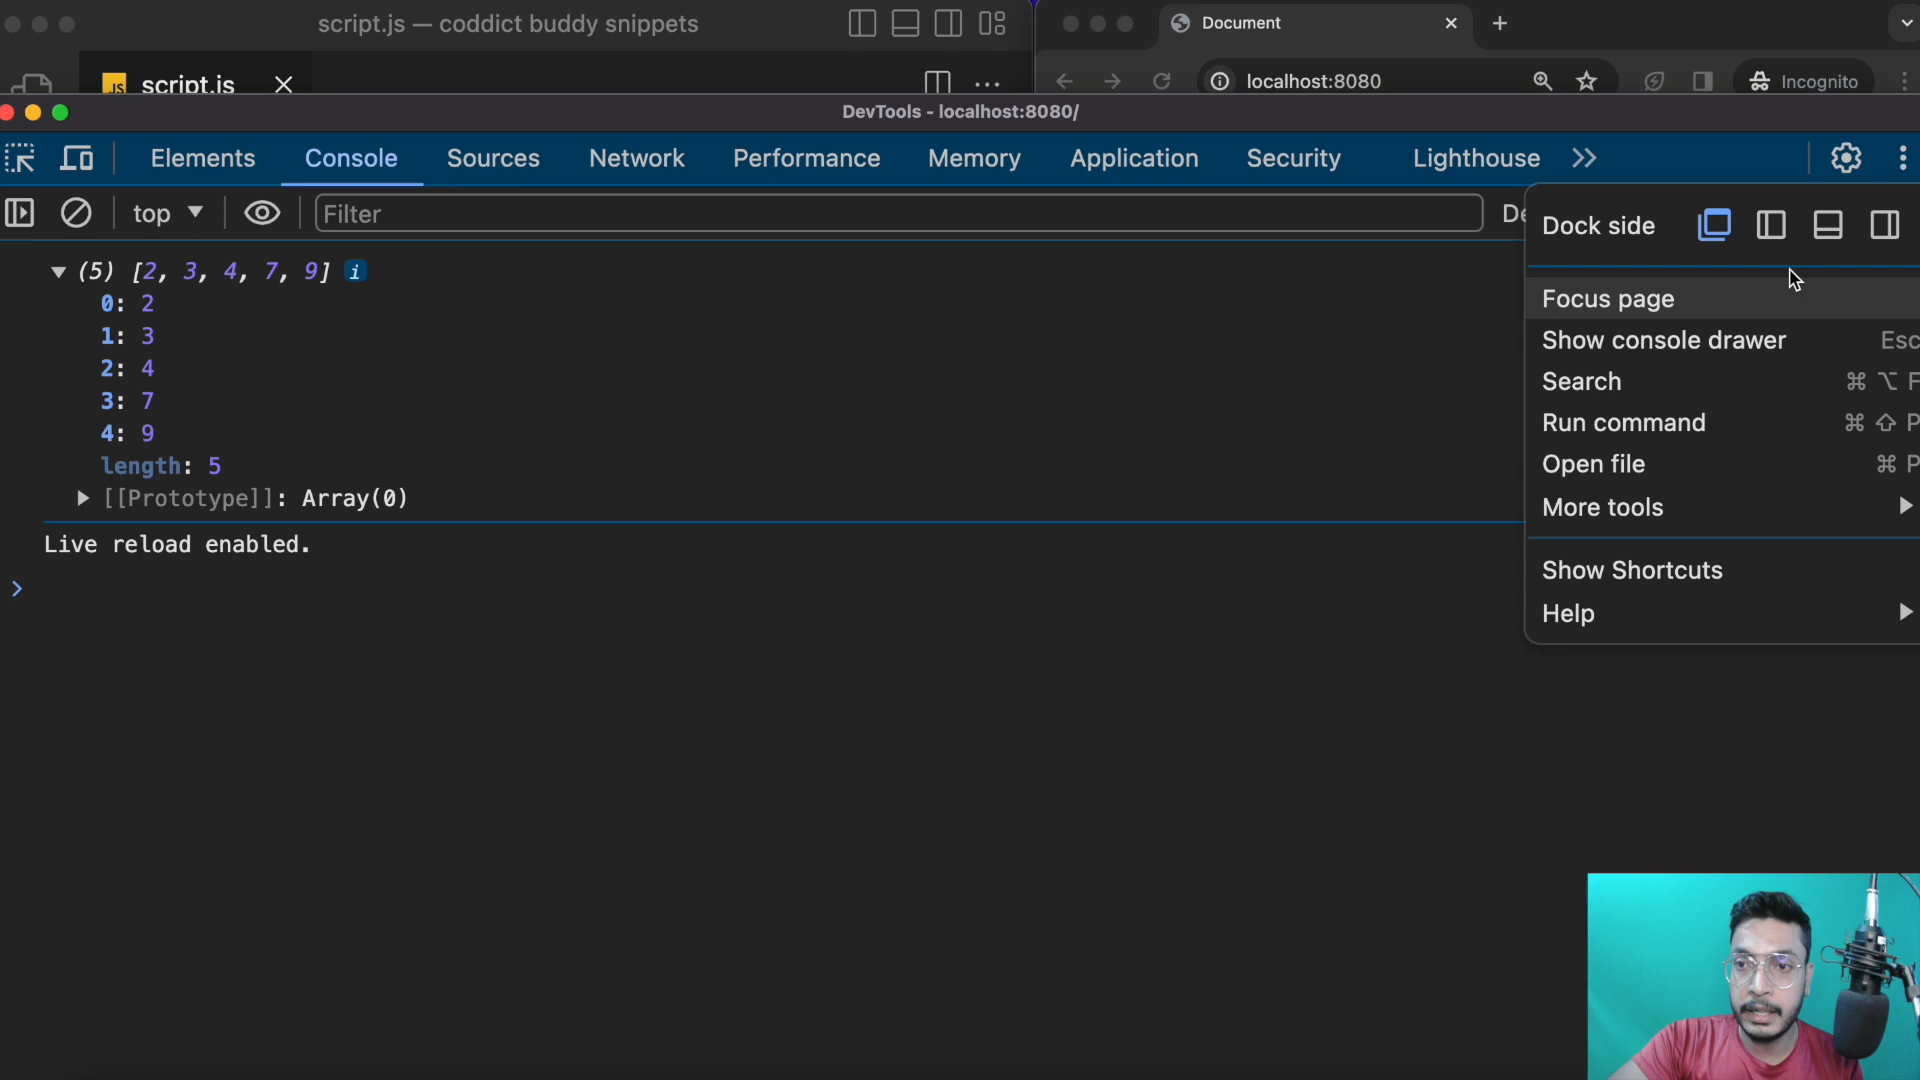 script.js — coddict buddy snippets
Document
script.js
localhost:8080
Incognito
DevTools - localhost:8080/
Elements
Console
Sources
Network
Performance
Memory
Application
Security
Lighthouse
top
Filter
De
Dock side
(5) [2, 3, 4, 7, 9] i
0: 2
1: 3
2: 4
3: 7
4: 9
length: 5
[[Prototype]]: Array(0)
Live reload enabled.
Focus page
Show console drawer Esc
Search ⌘ ⌥ F
Run command ⌘ ⇧ P
Open file ⌘ P
More tools
Show Shortcuts
Help